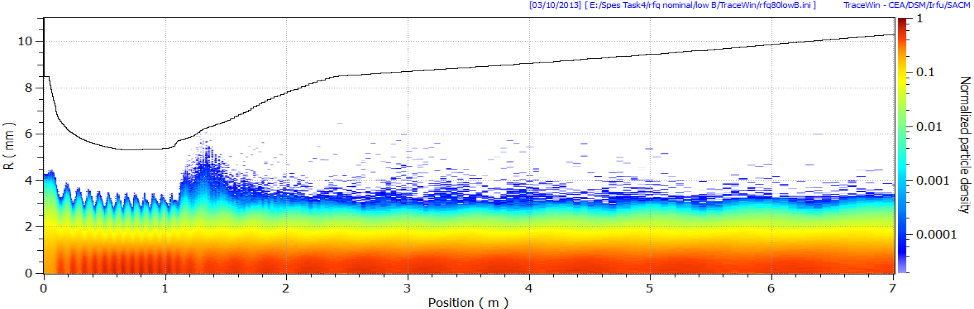 [03/10/2013] [ E:/Spes Task4/rfq nominal/low B/TraceWin/rfq80lowB.ini ] TraceWin - CEA/DSM/Irfu/SACM
R ( mm )
10
8
6
4
2
0
0 1 2 3 4 5 6 7
Position ( m )
1
0.1
0.01
0.001
0.0001
Normalized particle density